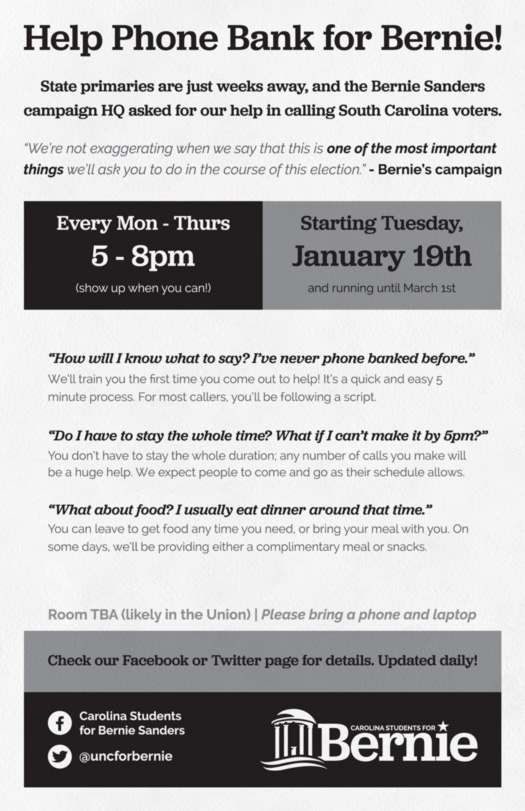 Help Phone Bank for Bernie!
State primaries are just weeks away, and the Bernie Sanders
campaign HQ asked for our help in calling South Carolina voters.
“We’re not exaggerating when we say that this is one of the most important
things we’ll ask you to do in the course of this election.” - Bernie’s campaign
Every Mon - Thurs
5 - 8pm
(show up when you can!)
Starting Tuesday,
January 19th
and running until March 1st
“How will I know what to say? I’ve never phone banked before.”
We’ll train you the first time you come out to help! It’s a quick and easy 5
minute process. For most callers, you’ll be following a script.
“Do I have to stay the whole time? What if I can’t make it by 5pm?”
You don’t have to stay the whole duration; any number of calls you make will
be a huge help. We expect people to come and go as their schedule allows.
“What about food? I usually eat dinner around that time.”
You can leave to get food any time you need, or bring your meal with you. On
some days, we’ll be providing either a complimentary meal or snacks.
Room TBA (likely in the Union) | Please bring a phone and laptop
Check our Facebook or Twitter page for details. Updated daily!
Carolina Students
for Bernie Sanders
@uncforbernie
CAROLINA STUDENTS FOR
Bernie